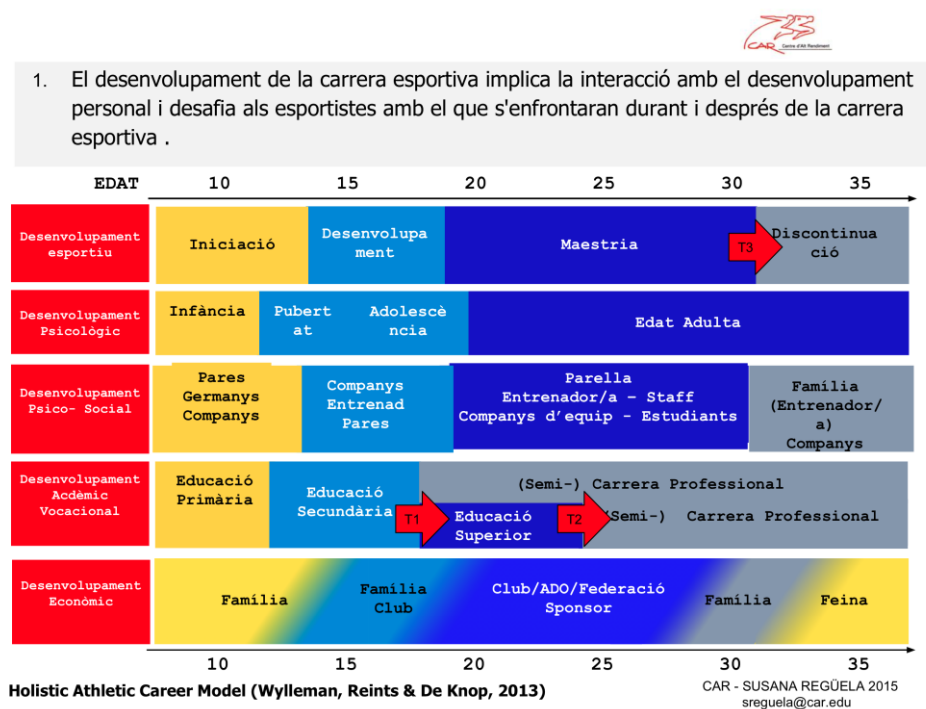 CAR Centre d'Alt Rendiment
1. El desenvolupament de la carrera esportiva implica la interacció amb el desenvolupament
personal i desafia als esportistes amb el que s'enfrontaran durant i després de la carrera
esportiva .
EDAT 10 15 20 25 30 35
Desenvolupament
esportiu
Iniciació
Desenvolupa
ment
Maestria
T3
Discontinua
ció
Desenvolupament
Psicològic
Infància
Pubert
at
Adolescè
ncia
Edat Adulta
Desenvolupament
Psico- Social
Pares
Germanys
Companys
Companys
Entrenad
Pares
Parella
Entrenador/a – Staff
Companys d'equip - Estudiants
Família
(Entrenador/
a)
Companys
Desenvolupament
Acdèmic
Vocacional
Educació
Primària
Educació
Secundària
T1
(Semi-) Carrera Professional
Educació
Superior
T2
(Semi-) Carrera Professional
Desenvolupament
Econòmic
Família
Família
Club
Club/ADO/Federació
Sponsor
Família
Feina
10 15 20 25 30 35
Holistic Athletic Career Model (Wylleman, Reints & De Knop, 2013)
CAR - SUSANA REGÜELA 2015
sreguela@car.edu